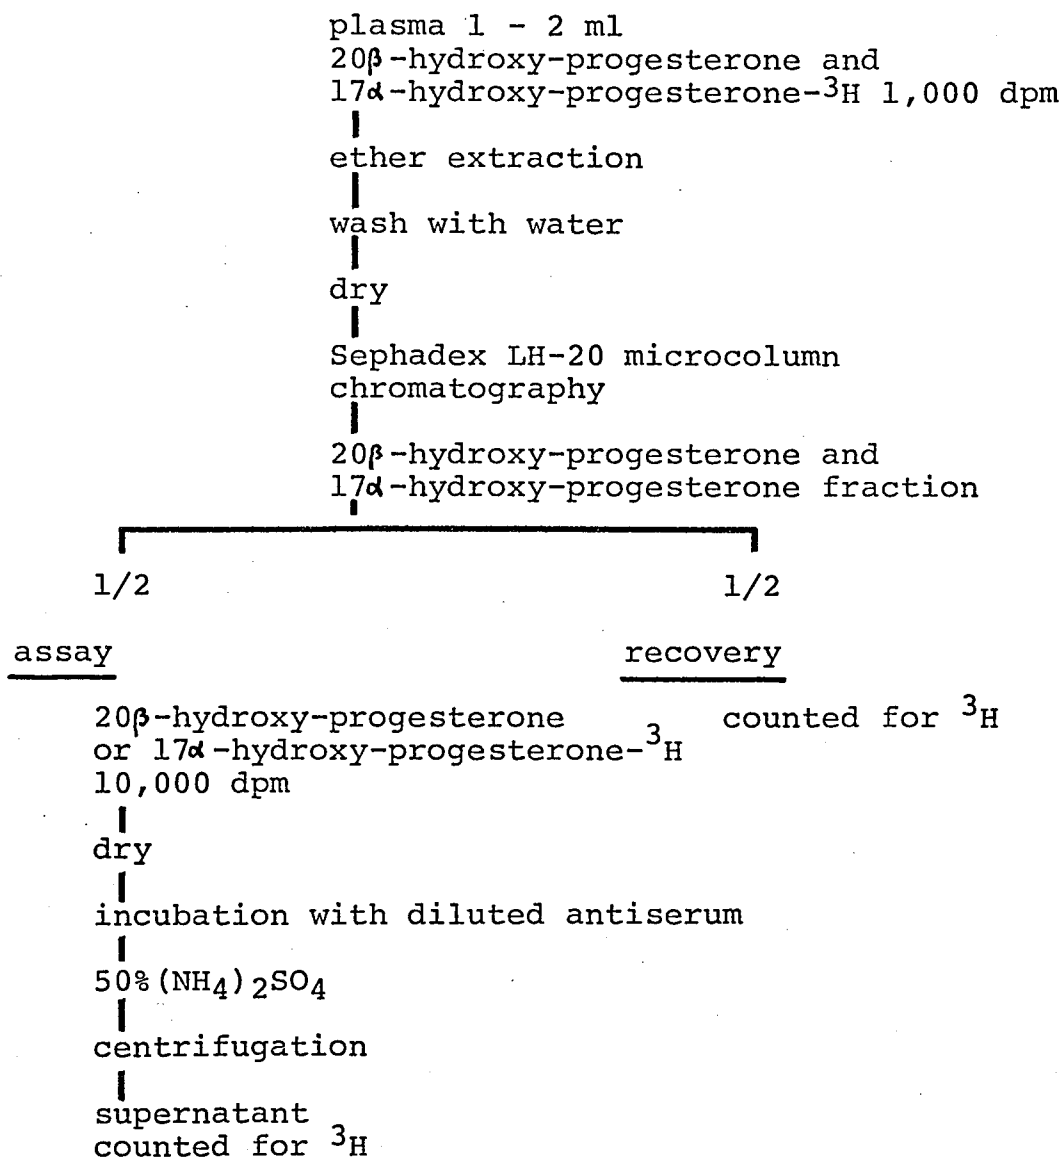 plasma 1 - 2 ml
20β-hydroxy-progesterone and
17α-hydroxy-progesterone-³H 1,000 dpm
ether extraction
wash with water
dry
Sephadex LH-20 microcolumn
chromatography
20β-hydroxy-progesterone and
17α-hydroxy-progesterone fraction
1/2
1/2
assay
recovery
20β-hydroxy-progesterone
or 17α-hydroxy-progesterone-³H
10,000 dpm
counted for ³H
dry
incubation with diluted antiserum
50%(NH₄)₂SO₄
centrifugation
supernatant
counted for ³H